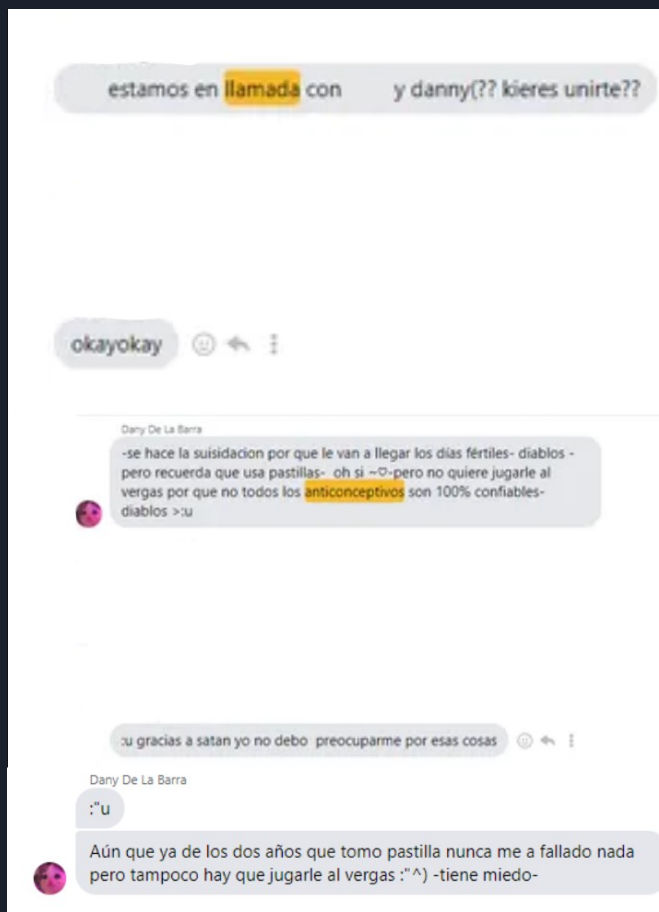 estamos en llamada con y danny(?? kieres unirte??
okayokay
Dany De La Barra
-se hace la suisidacion por que le van a llegar los días fértiles- diablos -
pero recuerda que usa pastillas- oh si ~♡-pero no quiere jugarle al
vergas por que no todos los anticonceptivos son 100% confiables-
diablos >:u
:u gracias a satan yo no debo preocuparme por esas cosas
Dany De La Barra
:"u
Aún que ya de los dos años que tomo pastilla nunca me a fallado nada
pero tampoco hay que jugarle al vergas :"^) -tiene miedo-